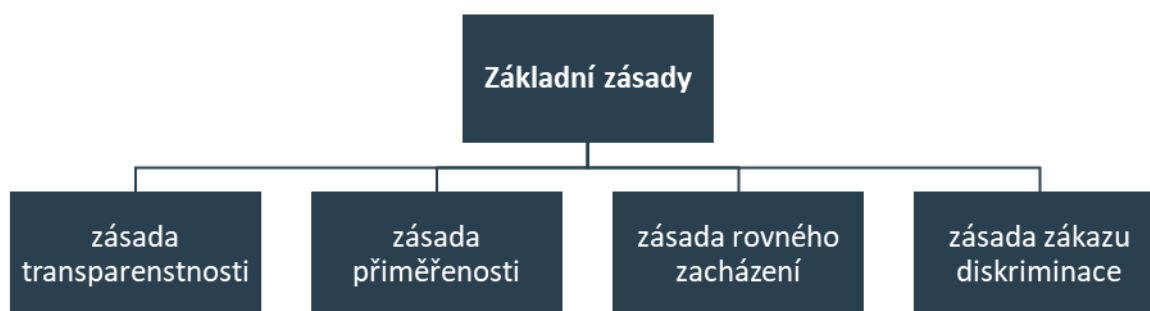 Základní zásady
zásada
transparenstnosti
zásada
přiměřenosti
zásada rovného
zacházení
zásada zákazu
diskriminace